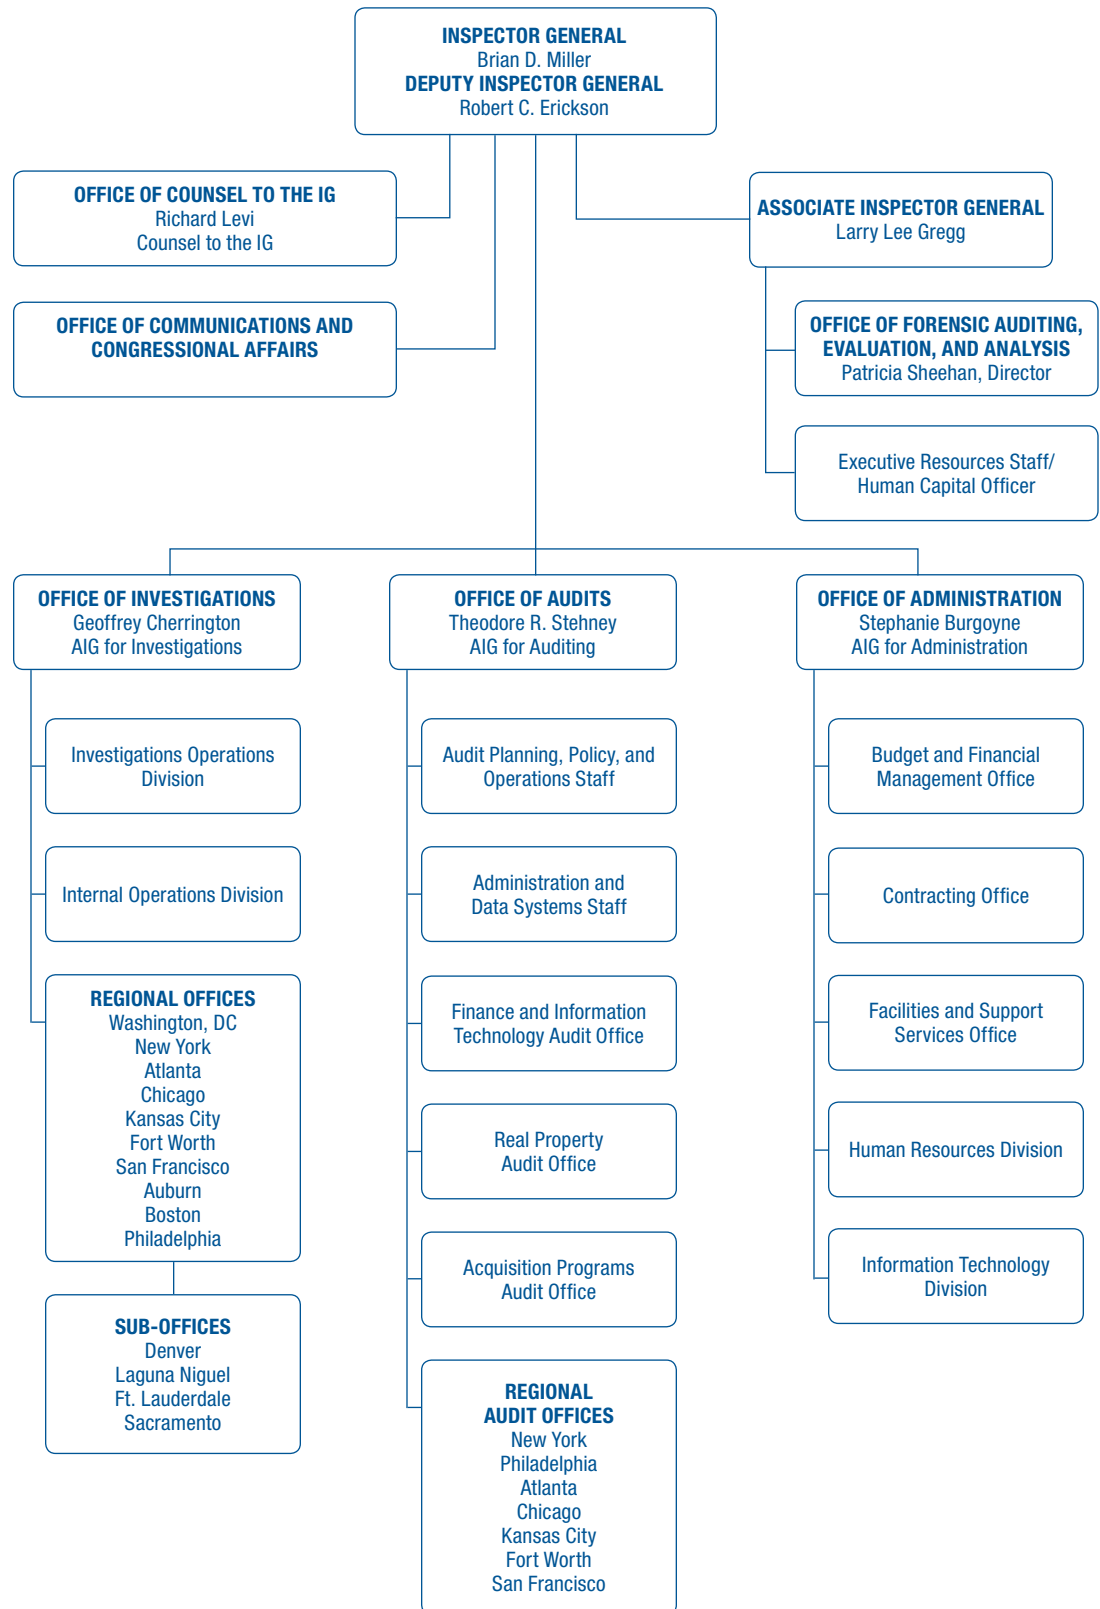 INSPECTOR GENERAL
Brian D. Miller
DEPUTY INSPECTOR GENERAL
Robert C. Erickson
OFFICE OF COUNSEL TO THE IG
Richard Levi
Counsel to the IG
ASSOCIATE INSPECTOR GENERAL
Larry Lee Gregg
OFFICE OF COMMUNICATIONS AND
CONGRESSIONAL AFFAIRS
OFFICE OF FORENSIC AUDITING,
EVALUATION, AND ANALYSIS
Patricia Sheehan, Director
Executive Resources Staff/
Human Capital Officer
OFFICE OF INVESTIGATIONS
Geoffrey Cherrington
AIG for Investigations
Investigations Operations
Division
Internal Operations Division
REGIONAL OFFICES
Washington, DC
New York
Atlanta
Chicago
Kansas City
Fort Worth
San Francisco
Auburn
Boston
Philadelphia
SUB-OFFICES
Denver
Laguna Niguel
Ft. Lauderdale
Sacramento
OFFICE OF AUDITS
Theodore R. Stehney
AIG for Auditing
Audit Planning, Policy, and
Operations Staff
Administration and
Data Systems Staff
Finance and Information
Technology Audit Office
Real Property
Audit Office
Acquisition Programs
Audit Office
REGIONAL
AUDIT OFFICES
New York
Philadelphia
Atlanta
Chicago
Kansas City
Fort Worth
San Francisco
OFFICE OF ADMINISTRATION
Stephanie Burgoyne
AIG for Administration
Budget and Financial
Management Office
Contracting Office
Facilities and Support
Services Office
Human Resources Division
Information Technology
Division